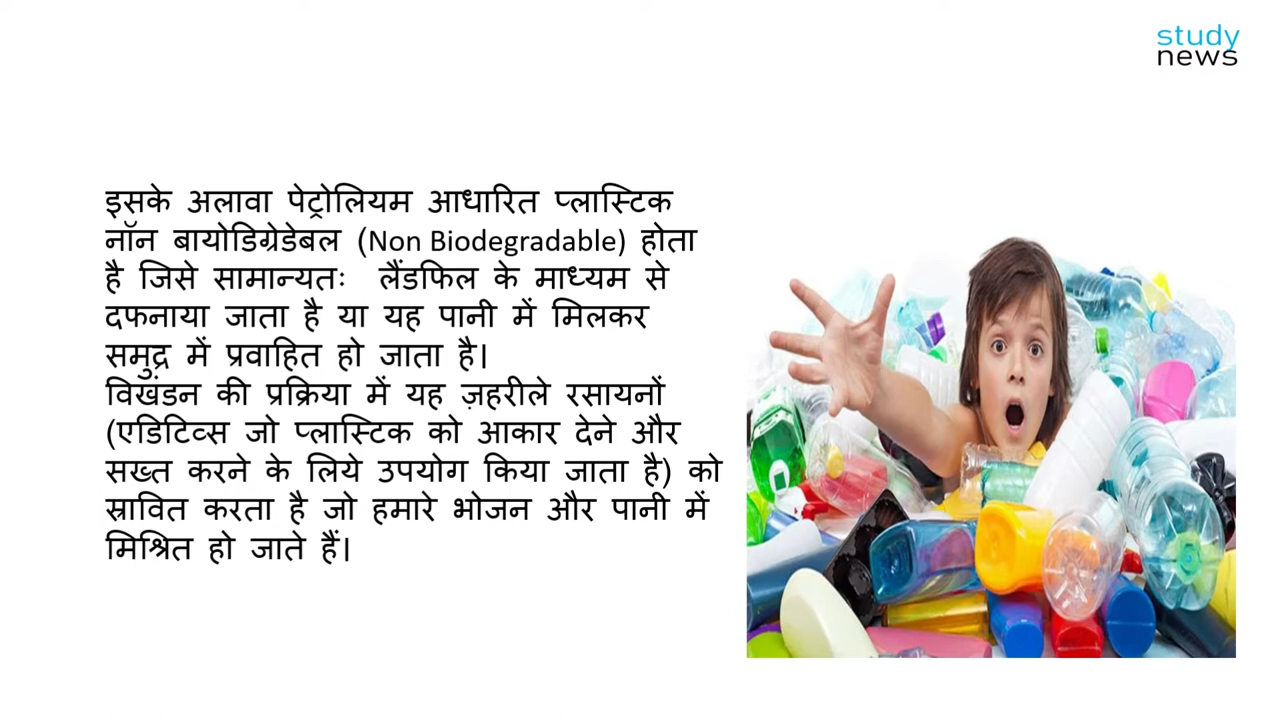 study
news
इसके अलावा पेट्रोलियम आधारित प्लास्टिक
नॉन बायोडिग्रेडेबल (Non Biodegradable) होता
है जिसे सामान्यतः लैंडफिल के माध्यम से
दफनाया जाता है या यह पानी में मिलकर
समुद्र में प्रवाहित हो जाता है।
विखंडन की प्रक्रिया में यह ज़हरीले रसायनों
(एडिटिव्स जो प्लास्टिक को आकार देने और
सख्त करने के लिये उपयोग किया जाता है) को
स्रावित करता है जो हमारे भोजन और पानी में
मिश्रित हो जाते हैं।